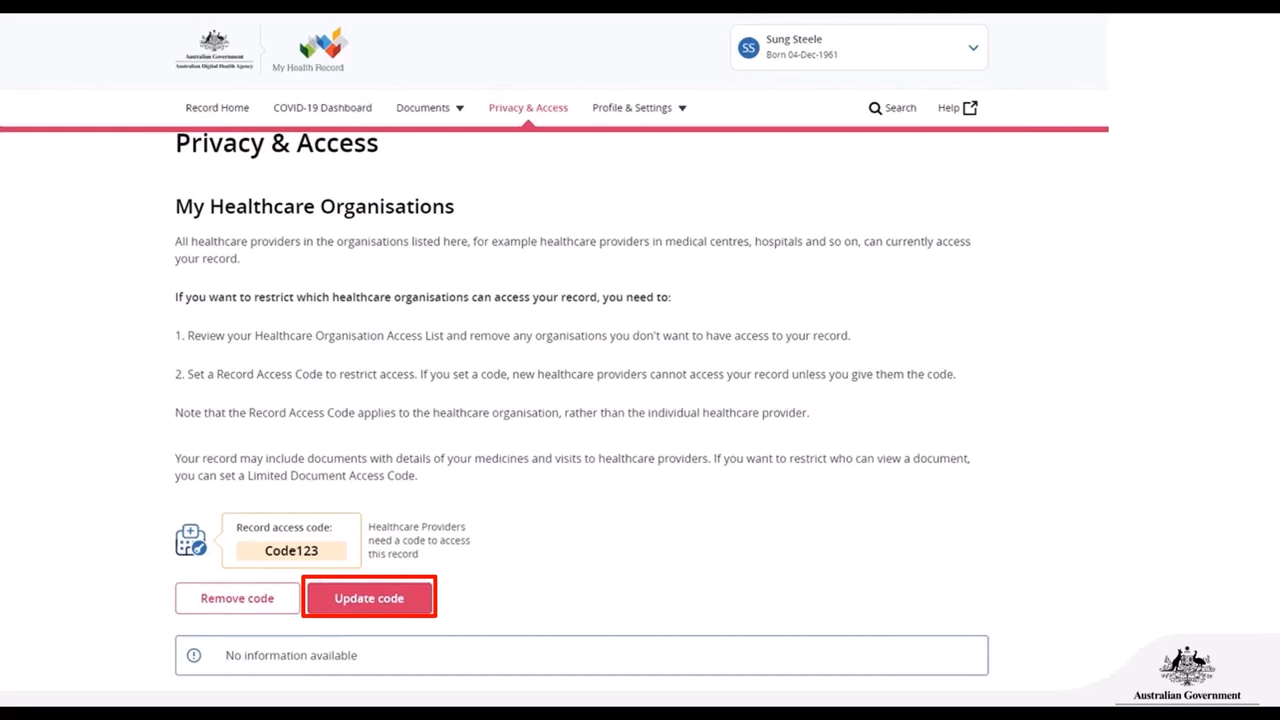 Australian Government
Australian Digital Health Agency
My Health Record
SS
Sung Steele
Born 04-Dec-1961
Record Home
COVID-19 Dashboard
Documents
Privacy & Access
Profile & Settings
Search
Help
Privacy & Access
My Healthcare Organisations
All healthcare providers in the organisations listed here, for example healthcare providers in medical centres, hospitals and so on, can currently access
your record.
If you want to restrict which healthcare organisations can access your record, you need to:
1. Review your Healthcare Organisation Access List and remove any organisations you don't want to have access to your record.
2. Set a Record Access Code to restrict access. If you set a code, new healthcare providers cannot access your record unless you give them the code.
Note that the Record Access Code applies to the healthcare organisation, rather than the individual healthcare provider.
Your record may include documents with details of your medicines and visits to healthcare providers. If you want to restrict who can view a document,
you can set a Limited Document Access Code.
Record access code:
Code123
Healthcare Providers
need a code to access
this record
Remove code
Update code
No information available
Australian Government